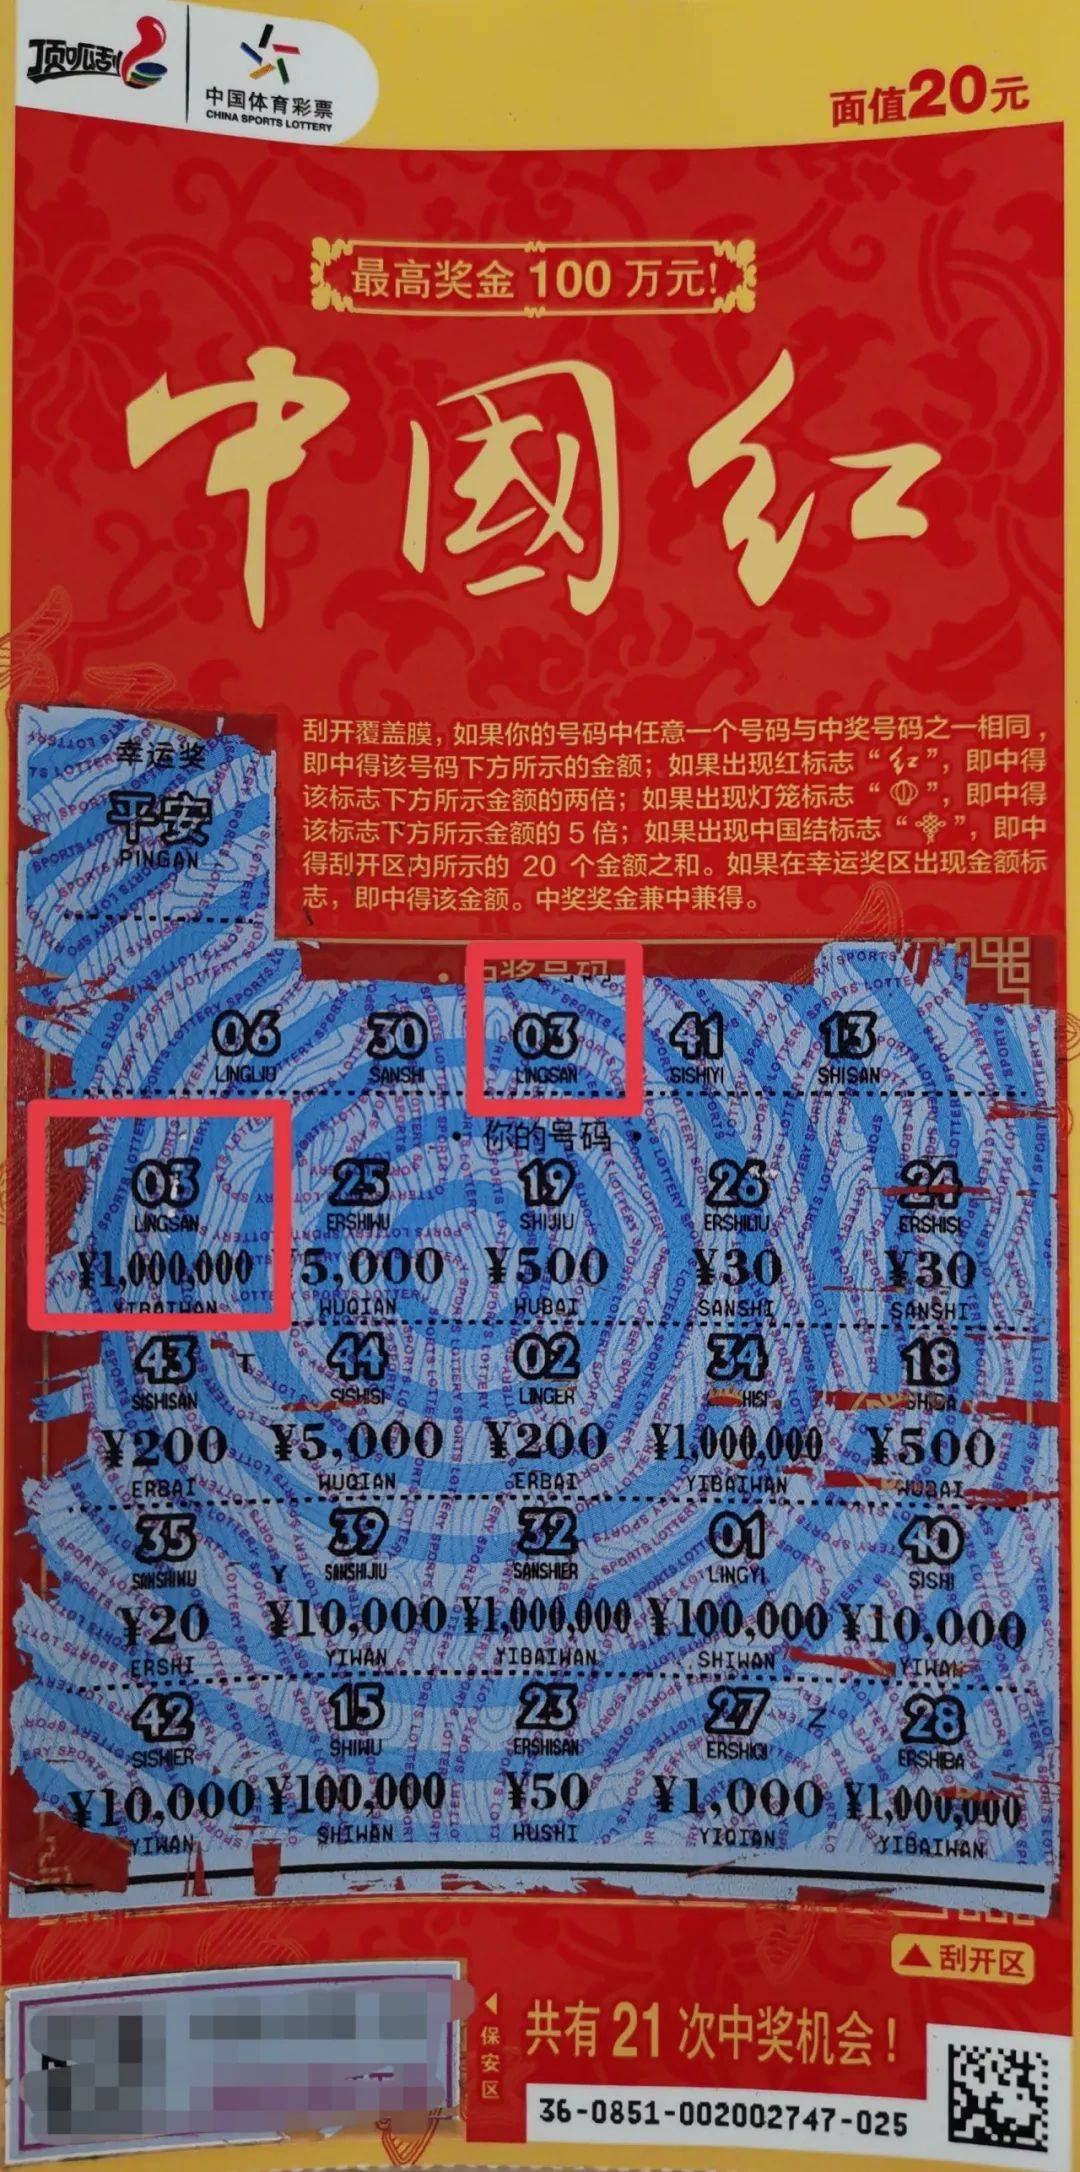 顶呱刮
中国体育彩票
CHINA SPORTS LOTTERY
面值20元
最高奖金 100 万元!
中國红
刮开覆盖膜，如果你的号码中任意一个号码与中奖号码之一相同，
即中得该号码下方所示的金额；如果出现红标志“红”，即中得
该标志下方所示金额的两倍；如果出现灯笼标志“ ”，即中得
该标志下方所示金额的 5 倍；如果出现中国结标志“ ”，即中
得刮开区内所示的 20 个金额之和。如果在幸运奖区出现金额标
志，即中得该金额。中奖奖金兼中兼得。
幸运奖
平安
PINGAN
中奖号码
06 30 03 41 13
LINGLIU SANSHI LINGSAN SISHIYI SHISAN
你的号码
03 25 19 26 24
LINGSAN ERSHIWU SHIJIU ERSHILIU ERSHISI
¥1,000,000 ¥5,000 ¥500 ¥30 ¥30
YIBAIWAN WUQIAN WUBAI SANSHI SANSHI
43 T 44 02 34 18
SISHISAN SISHISI LINGER HISI SHIBA
¥200 ¥5,000 ¥200 ¥1,000,000 ¥500
ERBAI WUQIAN ERBAI YIBAIWAN WUBAI
35 39 32 01 40
SANSHIWU Y SANSHIJIU SANSHIER LINGYI SISHI
¥20 ¥10,000 ¥1,000,000 ¥100,000 ¥10,000
ERSHI YIWAN YIBAIWAN SHIWAN YIWAN
42 15 23 27 Z 28
SISHIER SHIWU ERSHISAN ERSHIQI ERSHIBA
¥10,000 ¥100,000 ¥50 ¥1,000 ¥1,000,000
YIWAN SHIWAN WUSHI YIQIAN YIBAIWAN
▲刮开区
保安区
共有 21 次中奖机会！
36-0851-002002747-025